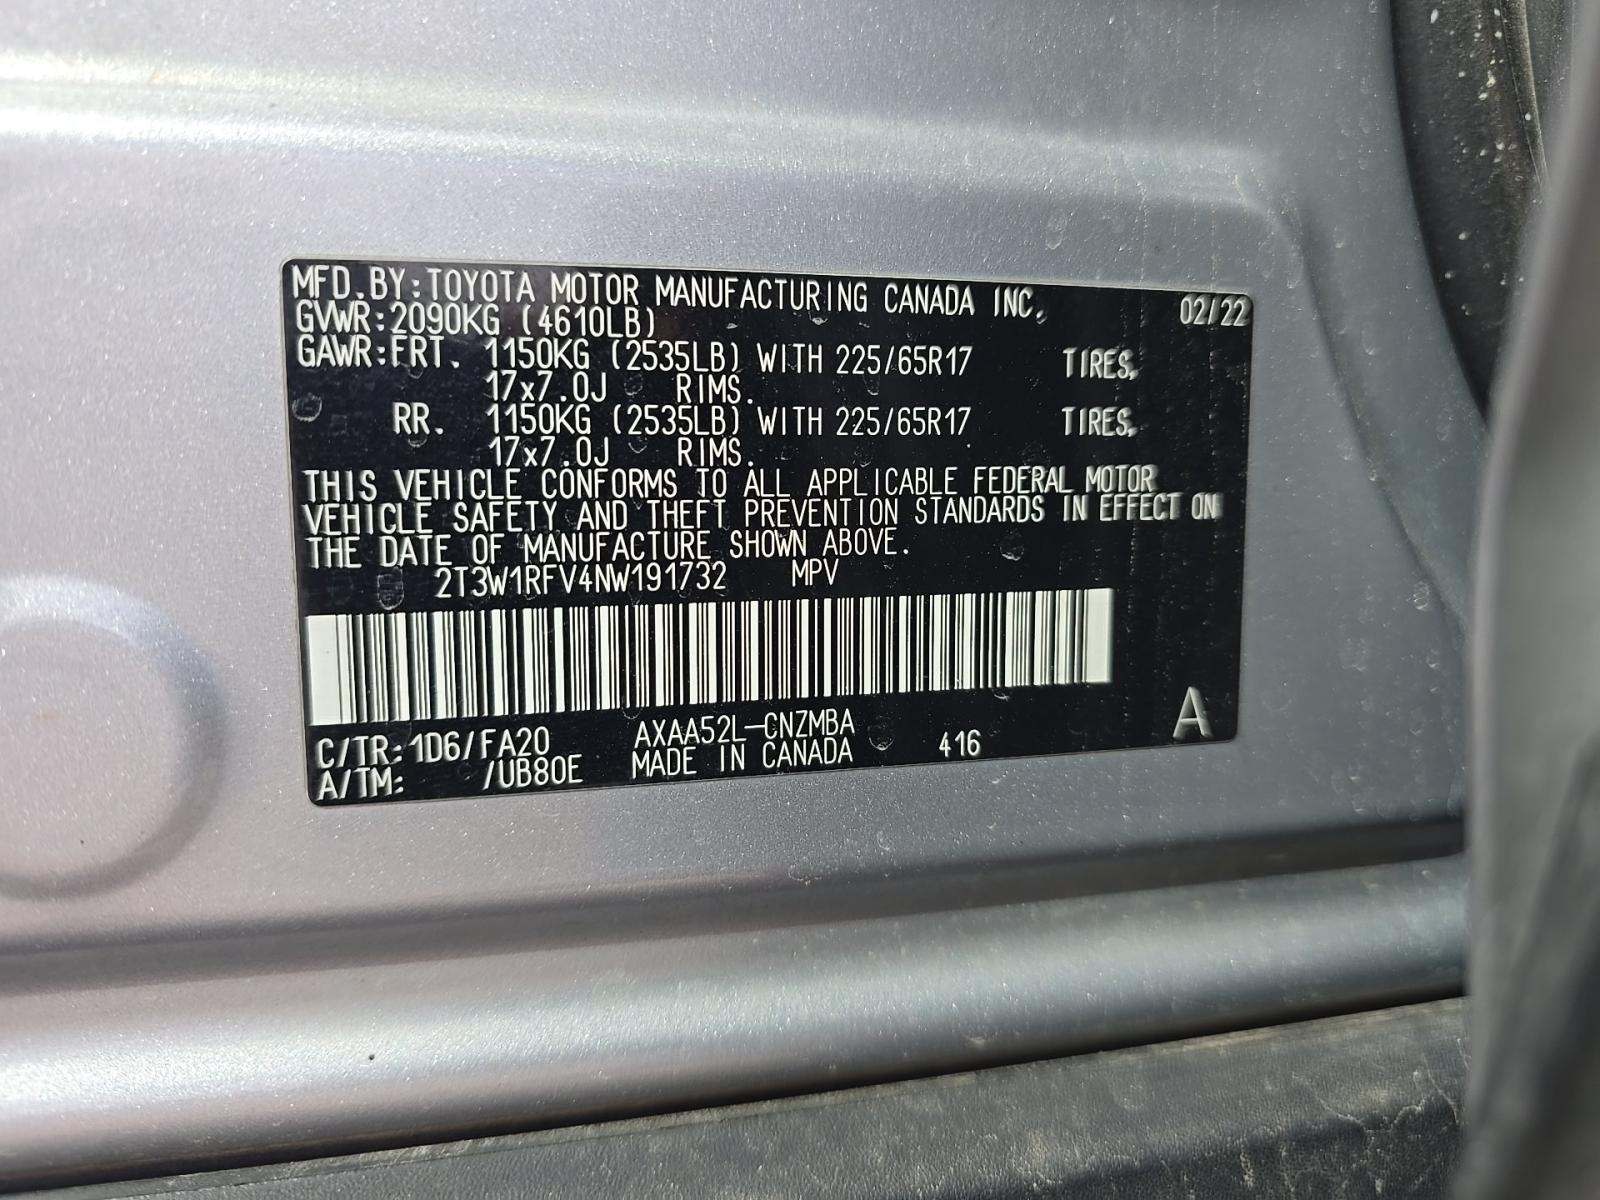 MFD.BY:TOYOTA MOTOR MANUFACTURING CANADA INC. 02/22
GVWR:2090KG (4610LB)
GAWR:FRT. 1150KG (2535LB) WITH 225/65R17 TIRES,
17x7.0J RIMS.
RR. 1150KG (2535LB) WITH 225/65R17 TIRES,
17x7.0J RIMS.
THIS VEHICLE CONFORMS TO ALL APPLICABLE FEDERAL MOTOR
VEHICLE SAFETY AND THEFT PREVENTION STANDARDS IN EFFECT ON
THE DATE OF MANUFACTURE SHOWN ABOVE.
2T3W1RFV4NW191732 MPV
C/TR:1D6/FA20 AXAA52L-CNZMBA 416 A
A/TM: /UB80E MADE IN CANADA